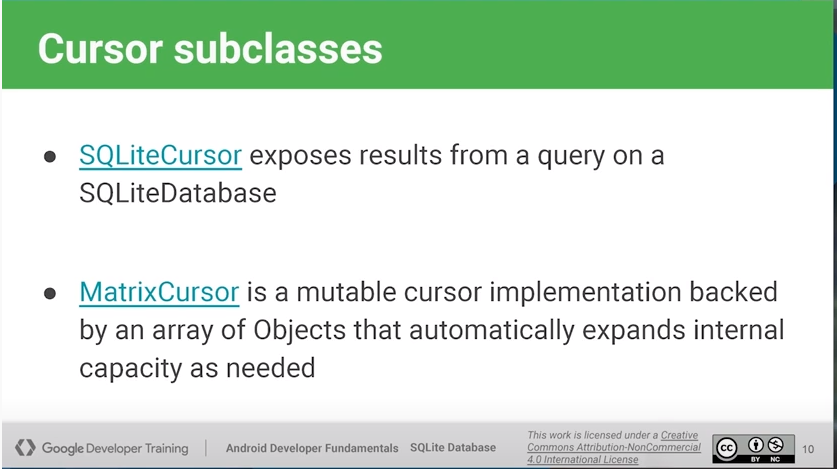 Cursor subclasses
● SQLiteCursor exposes results from a query on a
SQLiteDatabase
● MatrixCursor is a mutable cursor implementation backed
by an array of Objects that automatically expands internal
capacity as needed
Google Developer Training
Android Developer Fundamentals
SQLite Database
This work is licensed under a Creative
Commons Attribution-NonCommercial
4.0 International License
cc
BY NC
10